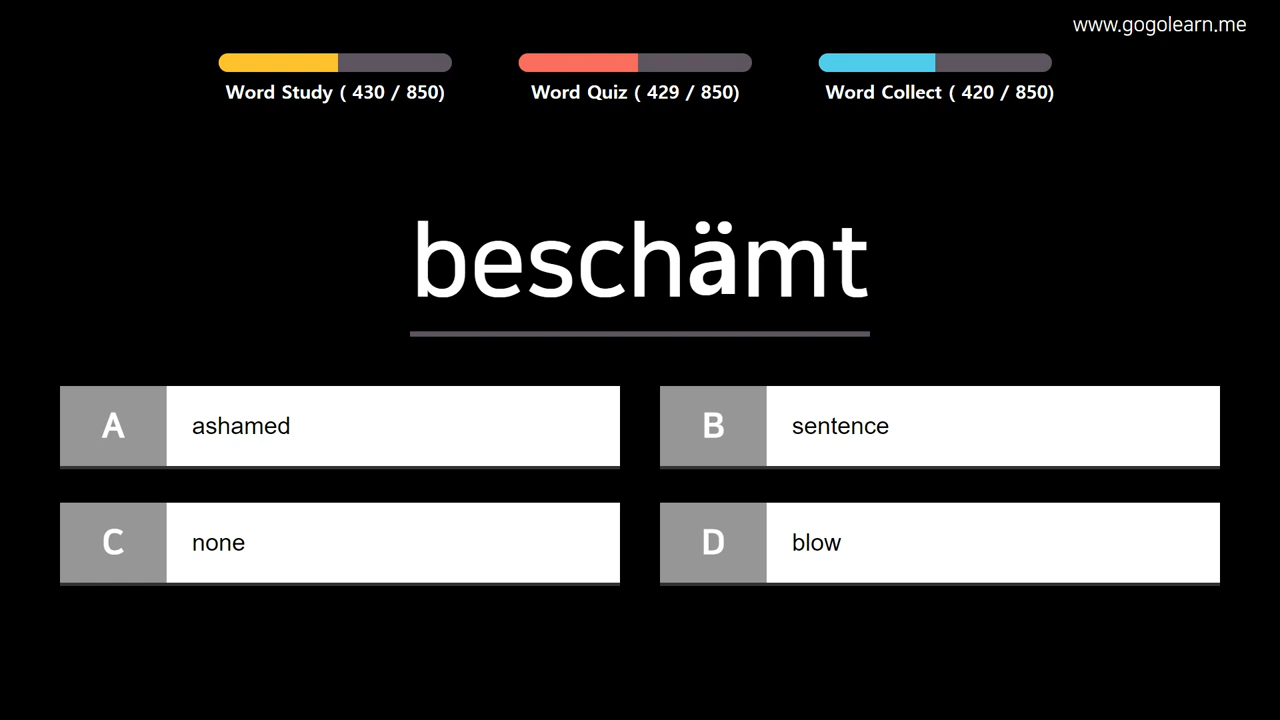 www.gogolearn.me
Word Study ( 430 / 850)
Word Quiz ( 429 / 850)
Word Collect ( 420 / 850)
beschämt
A ashamed
B sentence
C none
D blow